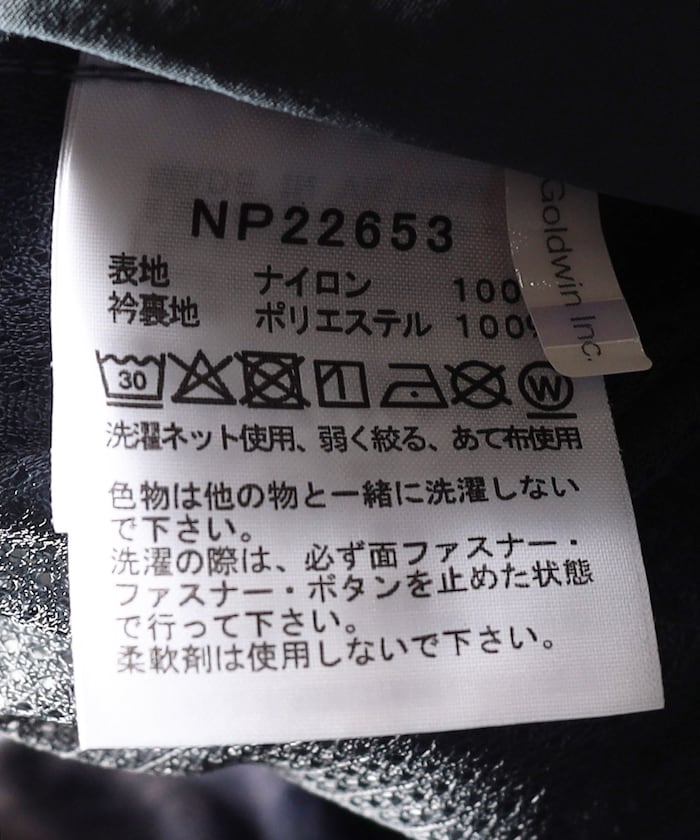 NP22653
表地 ナイロン 100
衿裏地 ポリエステル 100%
30
W
洗濯ネット使用、弱く絞る、あて布使用
色物は他の物と一緒に洗濯しない
で下さい。
洗濯の際は、必ず面ファスナー・
ファスナー・ボタンを止めた状態
で行って下さい。
柔軟剤は使用しないで下さい。
Goldwin Inc.